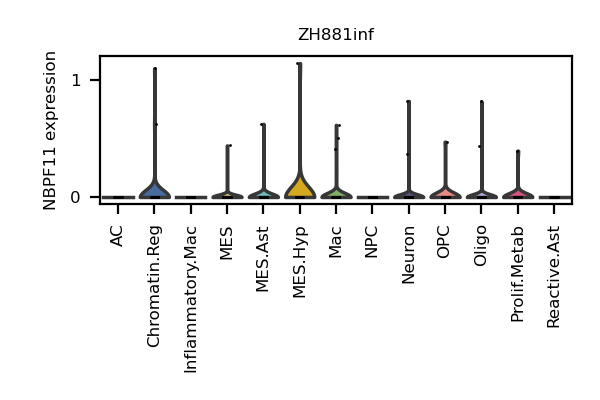 ZH881inf
NBPF11 expression
1
0
AC
Chromatin.Reg
Inflammatory.Mac
MES
MES.Ast
MES.Hyp
Mac
NPC
Neuron
OPC
Oligo
Prolif.Metab
Reactive.Ast